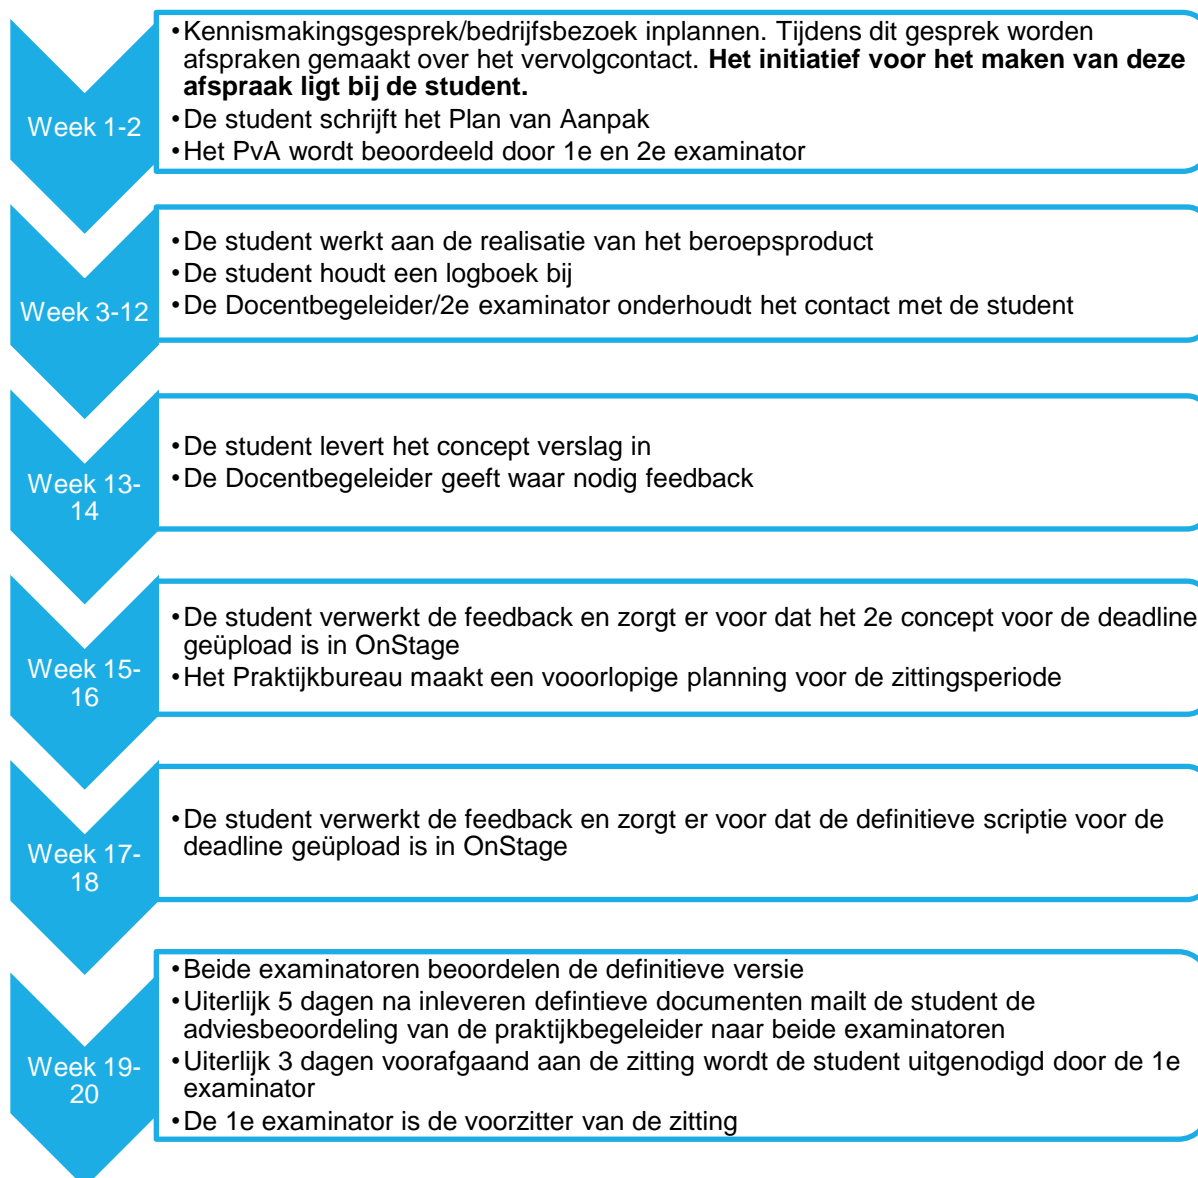 Week 1-2
•Kennismakingsgesprek/bedrijfsbezoek inplannen. Tijdens dit gesprek worden
afspraken gemaakt over het vervolgcontact. Het initiatief voor het maken van deze
afspraak ligt bij de student.
•De student schrijft het Plan van Aanpak
•Het PvA wordt beoordeeld door 1e en 2e examinator
Week 3-12
•De student werkt aan de realisatie van het beroepsproduct
•De student houdt een logboek bij
•De Docentbegeleider/2e examinator onderhoudt het contact met de student
Week 13-
14
•De student levert het concept verslag in
•De Docentbegeleider geeft waar nodig feedback
Week 15-
16
•De student verwerkt de feedback en zorgt er voor dat het 2e concept voor de deadline
geüpload is in OnStage
•Het Praktijkbureau maakt een vooorlopige planning voor de zittingsperiode
Week 17-
18
•De student verwerkt de feedback en zorgt er voor dat de definitieve scriptie voor de
deadline geüpload is in OnStage
Week 19-
20
•Beide examinatoren beoordelen de definitieve versie
•Uiterlijk 5 dagen na inleveren defintieve documenten mailt de student de
adviesbeoordeling van de praktijkbegeleider naar beide examinatoren
•Uiterlijk 3 dagen voorafgaand aan de zitting wordt de student uitgenodigd door de 1e
examinator
•De 1e examinator is de voorzitter van de zitting